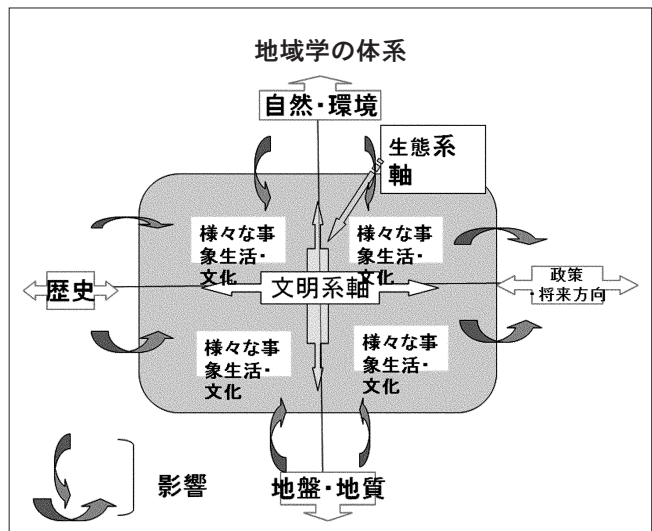 地域学の体系
自然・環境
生態系
軸
様々な事
象生活・
文化
様々な事
象生活・
文化
歴史
文明系軸
政策
・将来方向
様々な事
象生活・
文化
様々な事
象生活・
文化
影響
地盤・地質